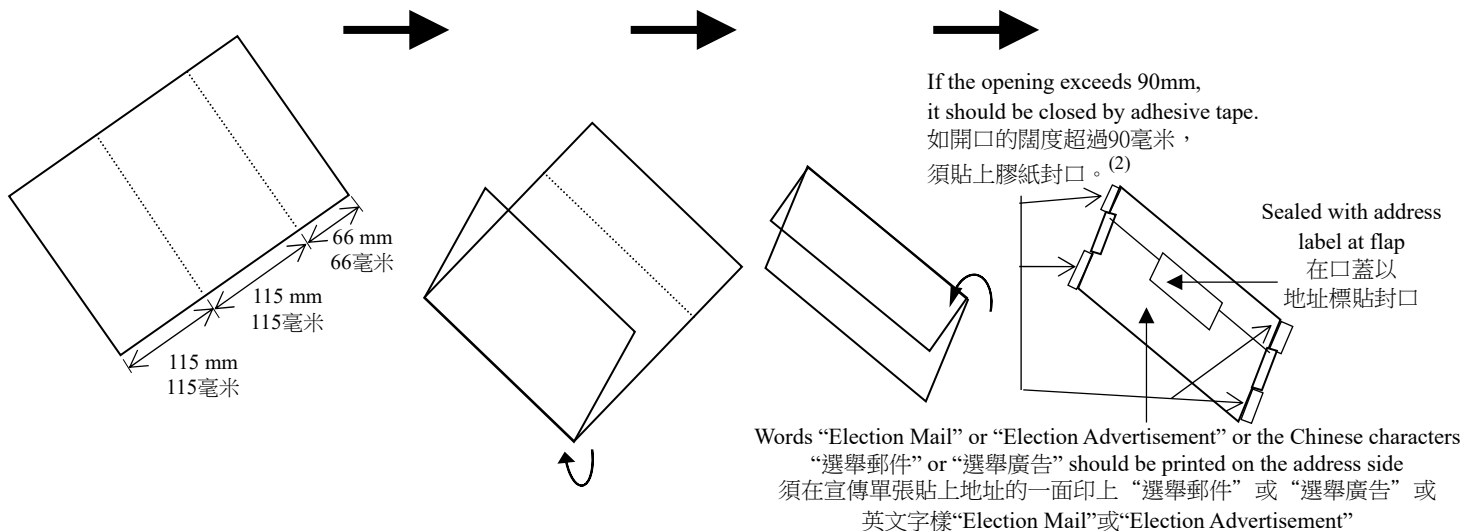 If the opening exceeds 90mm,
it should be closed by adhesive tape.
如開口的闊度超過90毫米，
須貼上膠紙封口。(2)
66 mm
66毫米
115 mm
115毫米
115 mm
115毫米
Sealed with address
label at flap
在口蓋以
地址標貼封口
Words “Election Mail” or “Election Advertisement” or the Chinese characters
“選舉郵件” or “選舉廣告” should be printed on the address side
須在宣傳單張貼上地址的一面印上“選舉郵件”或“選舉廣告”或
英文字樣“Election Mail”或“Election Advertisement”